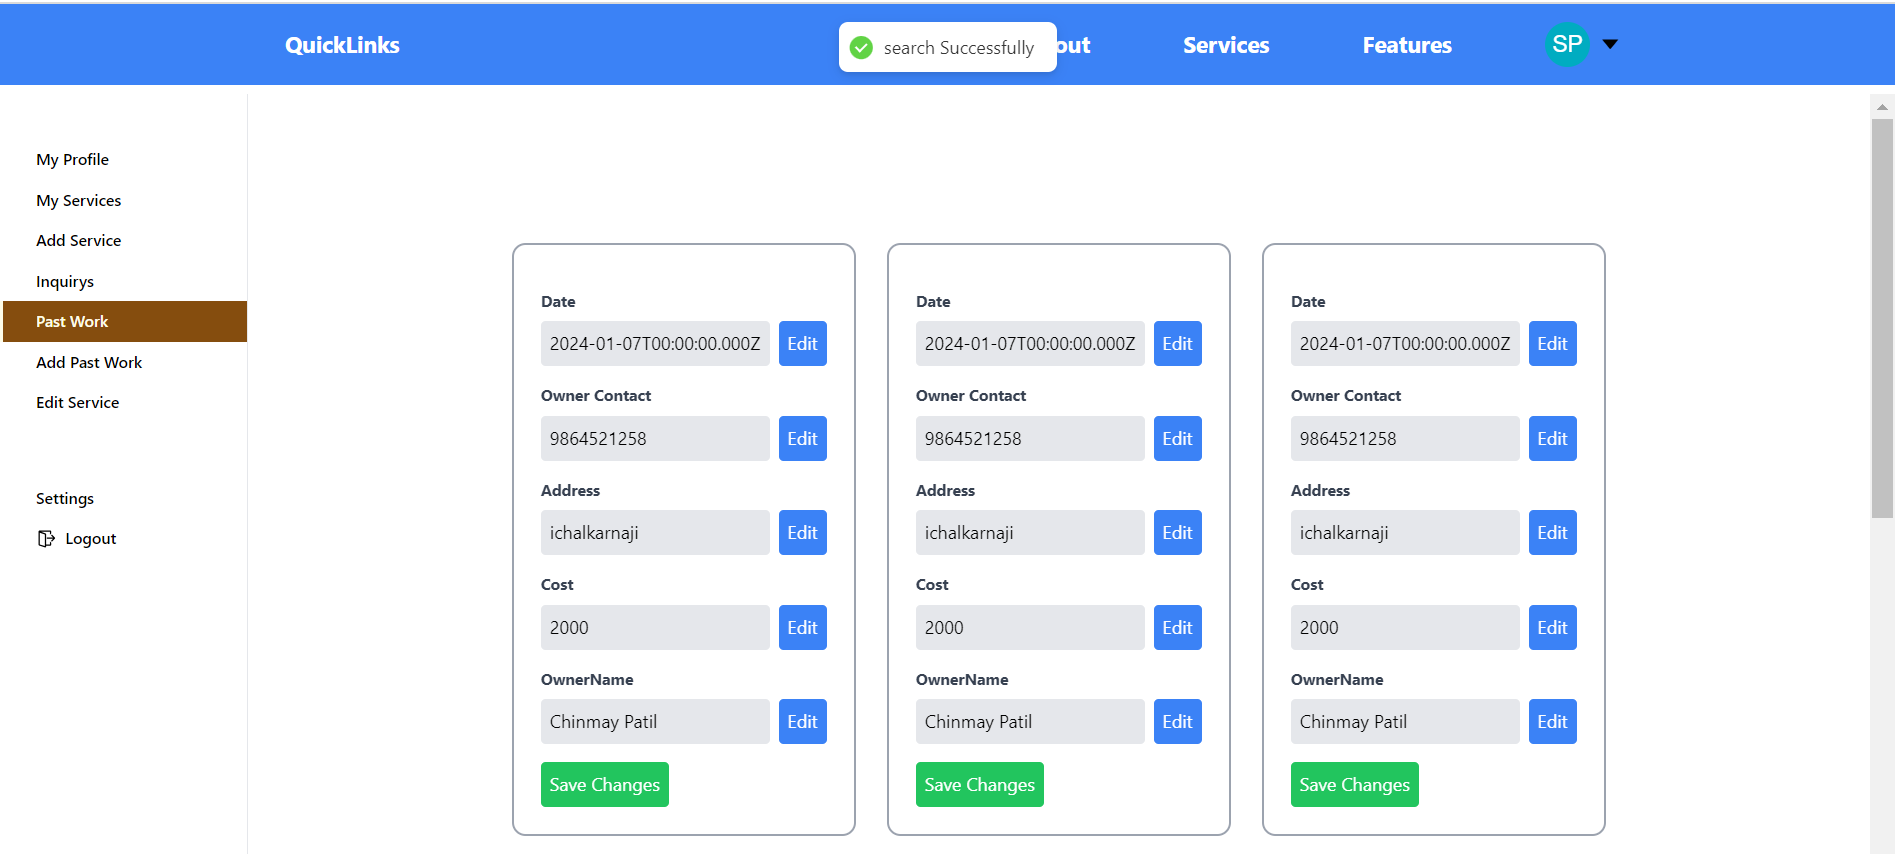 QuickLinks
search Successfully
out
Services
Features
SP
My Profile
My Services
Add Service
Inquirys
Past Work
Add Past Work
Edit Service
Settings
Logout
Date
2024-01-07T00:00:00.000Z
Edit
Owner Contact
9864521258
Edit
Address
ichalkarnaji
Edit
Cost
2000
Edit
OwnerName
Chinmay Patil
Edit
Save Changes
Date
2024-01-07T00:00:00.000Z
Edit
Owner Contact
9864521258
Edit
Address
ichalkarnaji
Edit
Cost
2000
Edit
OwnerName
Chinmay Patil
Edit
Save Changes
Date
2024-01-07T00:00:00.000Z
Edit
Owner Contact
9864521258
Edit
Address
ichalkarnaji
Edit
Cost
2000
Edit
OwnerName
Chinmay Patil
Edit
Save Changes